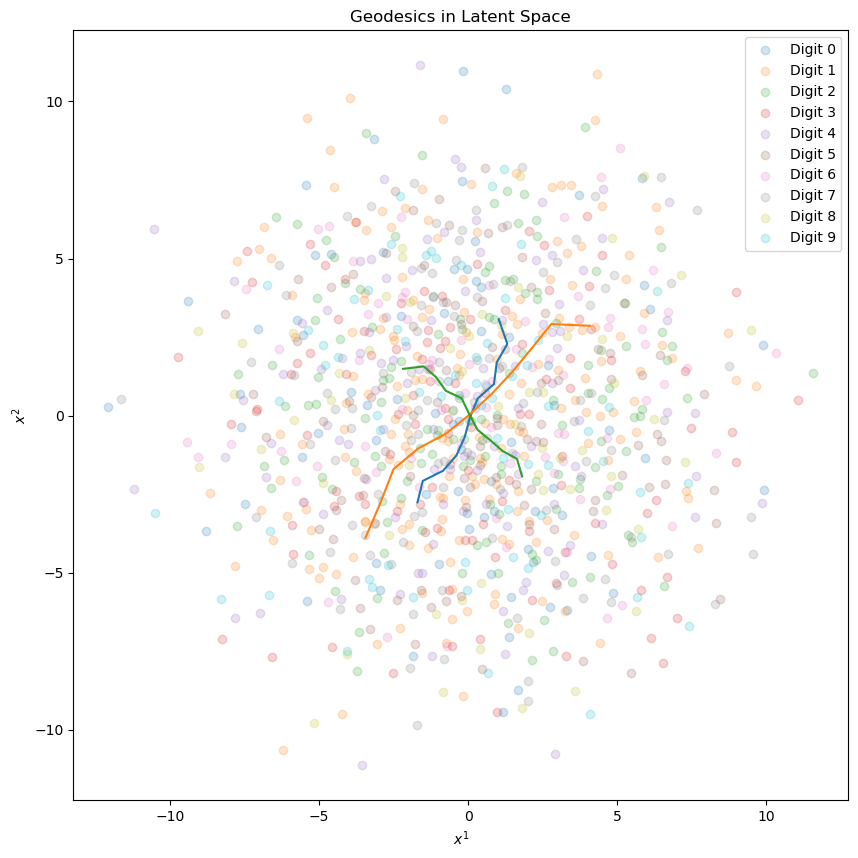 Geodesics in Latent Space
Digit 0
Digit 1
Digit 2
Digit 3
Digit 4
Digit 5
Digit 6
Digit 7
Digit 8
Digit 9
10
5
0
−5
−10
x²
−10
−5
0
5
10
x¹